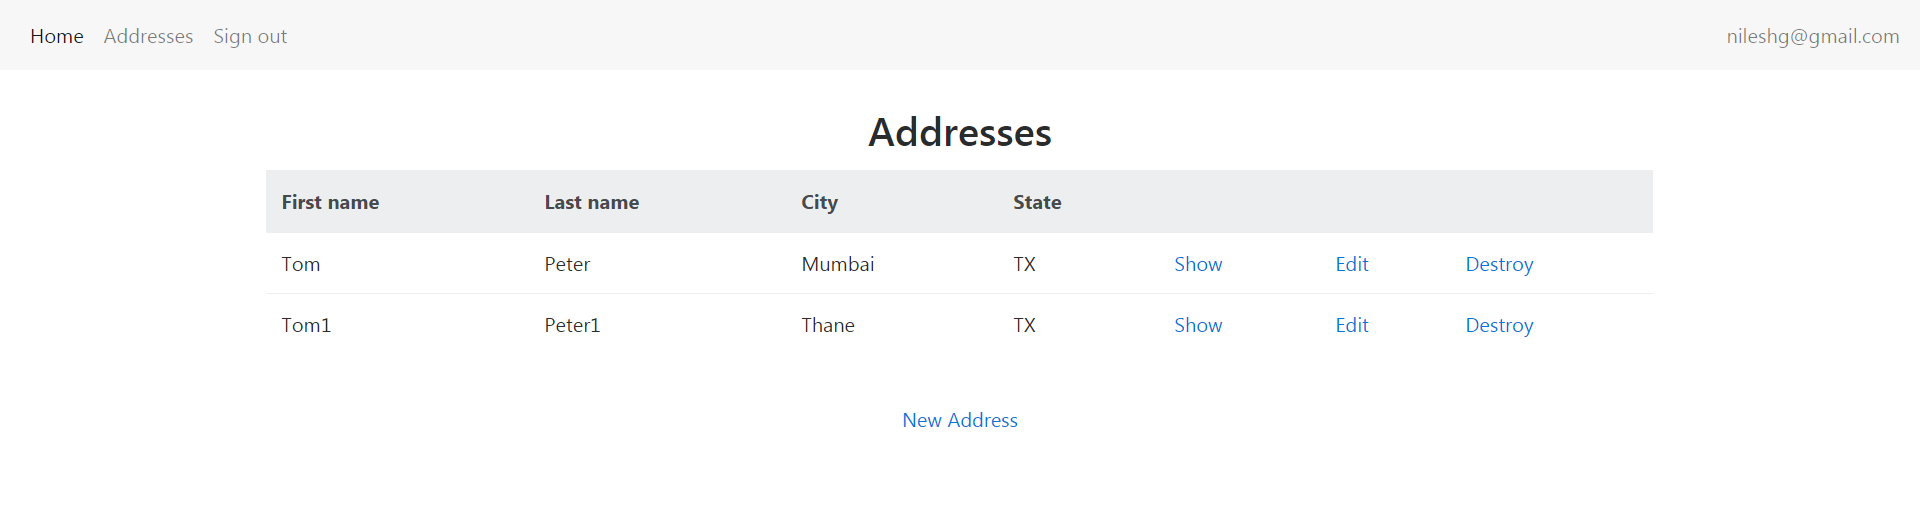 Home Addresses Sign out nileshg@gmail.com
Addresses
First name Last name City State
Tom Peter Mumbai TX Show Edit Destroy
Tom1 Peter1 Thane TX Show Edit Destroy
New Address